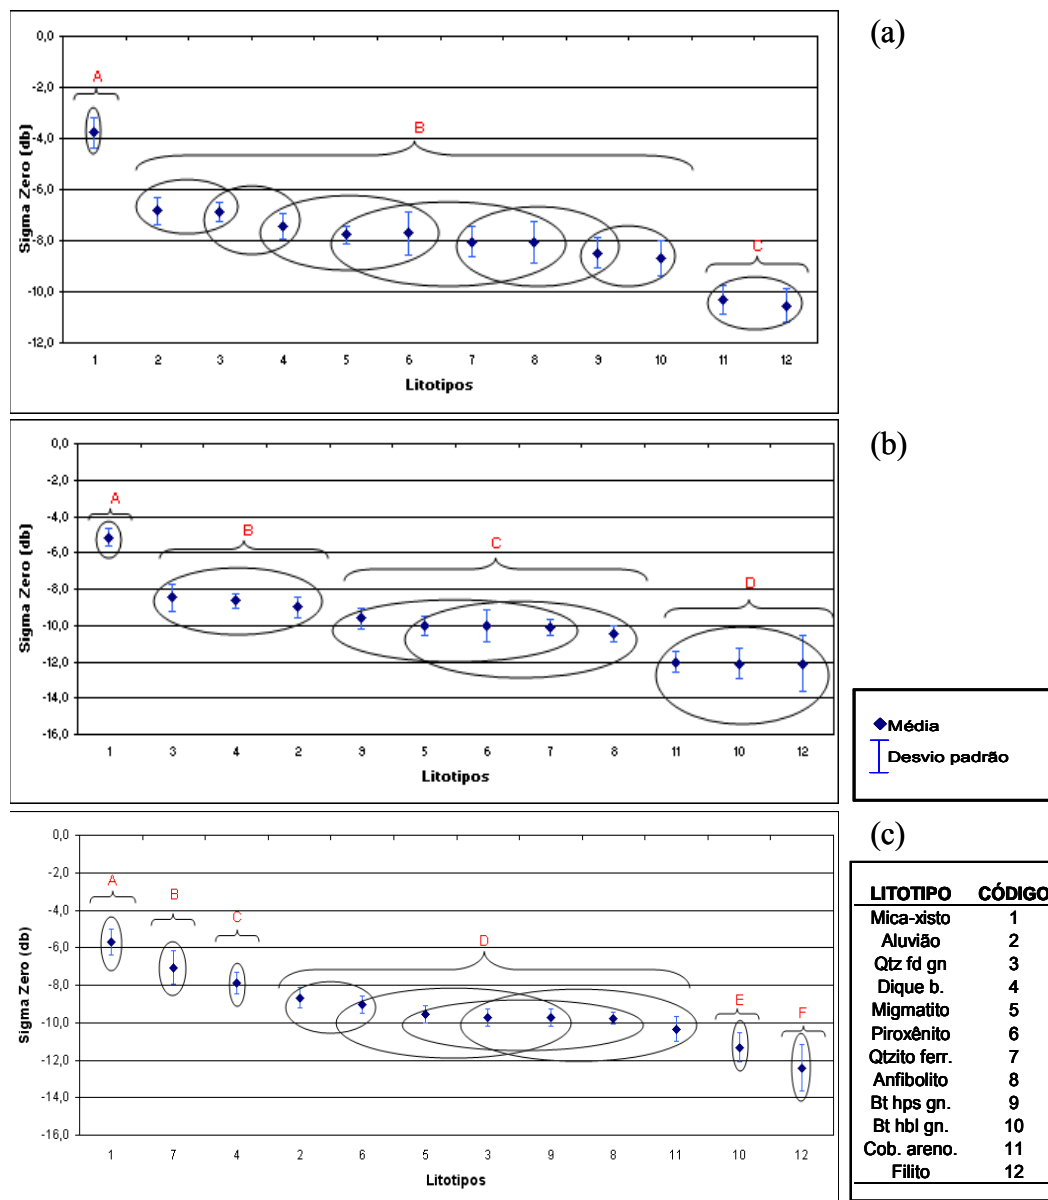 (a)
0,0
-2,0
-4,0
-6,0
-8,0
-10,0
-12,0
Sigma Zero (db)
A
B
C
1 2 3 4 5 6 7 8 9 10 11 12
Litotipos
(b)
0,0
-2,0
-4,0
-6,0
-8,0
-10,0
-12,0
-14,0
-16,0
Sigma Zero (db)
A
B
C
D
1 3 4 2 9 5 6 7 8 11 10 12
Litotipos
Média
Desvio padrão
(c)
0,0
-2,0
-4,0
-6,0
-8,0
-10,0
-12,0
-14,0
-16,0
Sigma Zero (db)
A
B
C
D
E
F
1 7 4 2 6 5 3 9 8 11 10 12
Litotipos
LITOTIPO CÓDIGO
Mica-xisto 1
Aluvião 2
Qtz fd gn 3
Dique b. 4
Migmatito 5
Piroxênito 6
Qtzito ferr. 7
Anfibolito 8
Bt hps gn. 9
Bt hbl gn. 10
Cob. areno. 11
Filito 12